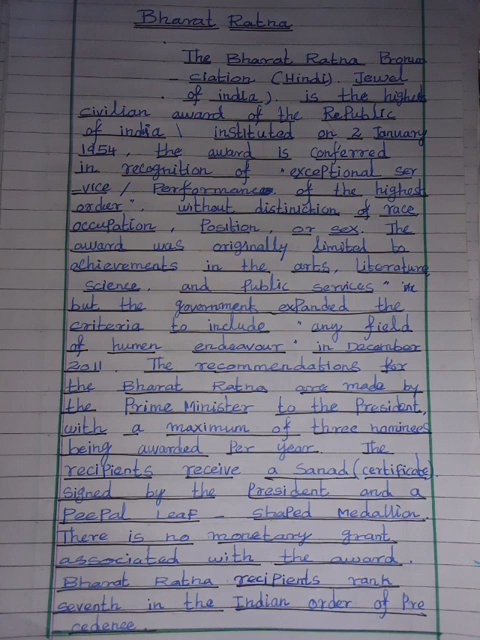 Bharat Ratna
The Bharat Ratna Pronun
ciation (Hindi). Jewel
of india). is the highest
civilian award of the Republic
of india \ instituted on 2 January
1954, the award is conferred
in recognition of "exceptional ser
vice / Performance of the highest
order". without distinction of race
occupation, Position, or sex. The
award was originally limited to
achievements in the arts, literature,
science, and Public services"
but the government expanded the
criteria to include "any field
of human endeavour" in December
2011. The recommendations for
the Bharat Ratna are made by
the Prime Minister to the President,
with a maximum of three nominees
being awarded Per year. The
recipients receive a Sanad (certificate)
signed by the President and a
PeePal Leaf - shaped Medallion.
There is no monetary grant
associated with the award.
Bharat Ratna recipients rank
seventh in the Indian order of Pre
cedence.